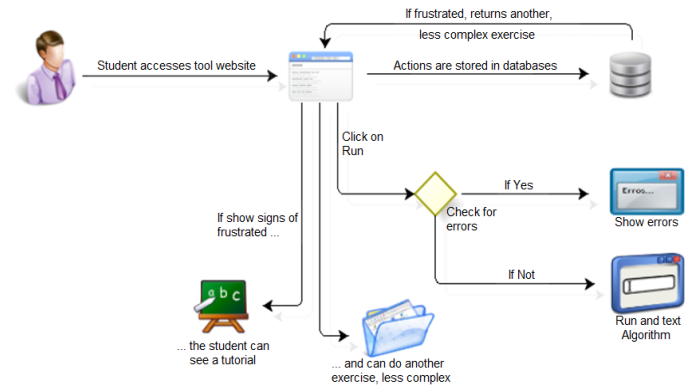 If frustrated, returns another,
less complex exercise
Student accesses tool website
Actions are stored in databases
Click on
Run
If Yes
Erros...
Show errors
Check for
errors
If show signs of
frustrated ...
If Not
a b c
Run and text
Algorithm
... the student can
see a tutorial
... and can do another
exercise, less complex